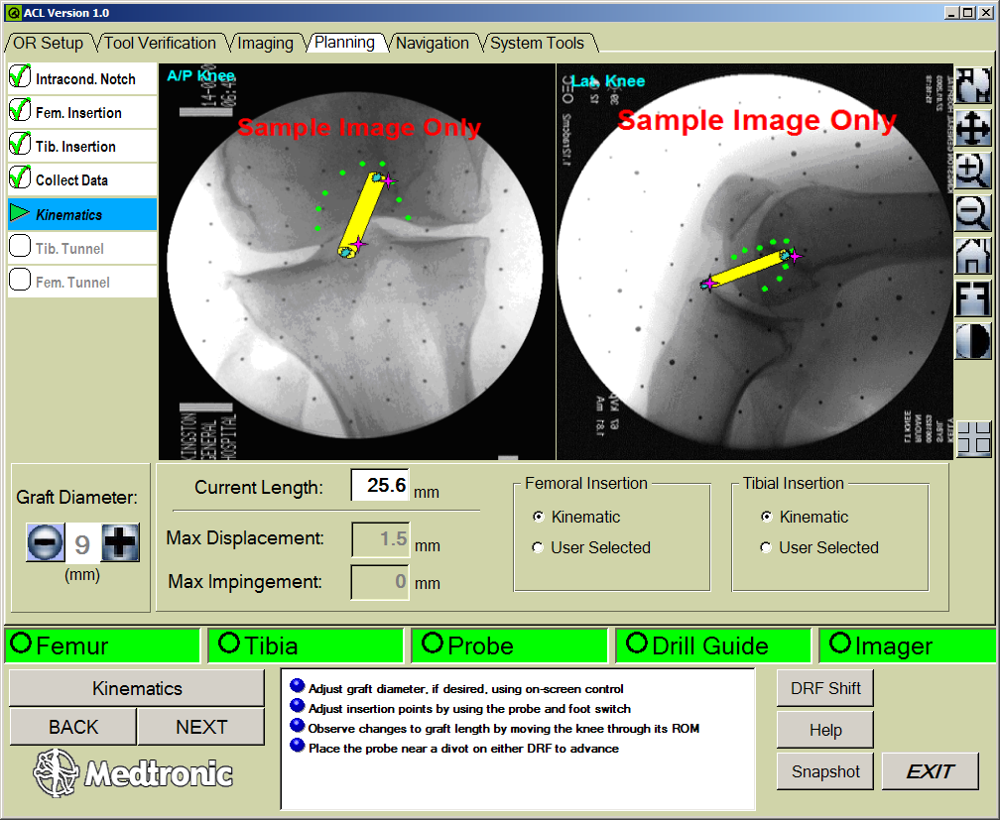 ACL Version 1.0
OR Setup
Tool Verification
Imaging
Planning
Navigation
System Tools
Intracond. Notch
Fem. Insertion
Tib. Insertion
Collect Data
Kinematics
Tib. Tunnel
Fem. Tunnel
A/P Knee
Sample Image Only
KINGSTON
GENERAL
HOSPITAL
Lat. Knee
Sample Image Only
Graft Diameter:
9
(mm)
Current Length: 25.6 mm
Max Displacement: 1.5 mm
Max Impingement: 0 mm
Femoral Insertion
Kinematic
User Selected
Tibial Insertion
Kinematic
User Selected
Femur
Tibia
Probe
Drill Guide
Imager
Kinematics
BACK
NEXT
Medtronic
Adjust graft diameter, if desired, using on-screen control
Adjust insertion points by using the probe and foot switch
Observe changes to graft length by moving the knee through its ROM
Place the probe near a divot on either DRF to advance
DRF Shift
Help
Snapshot
EXIT